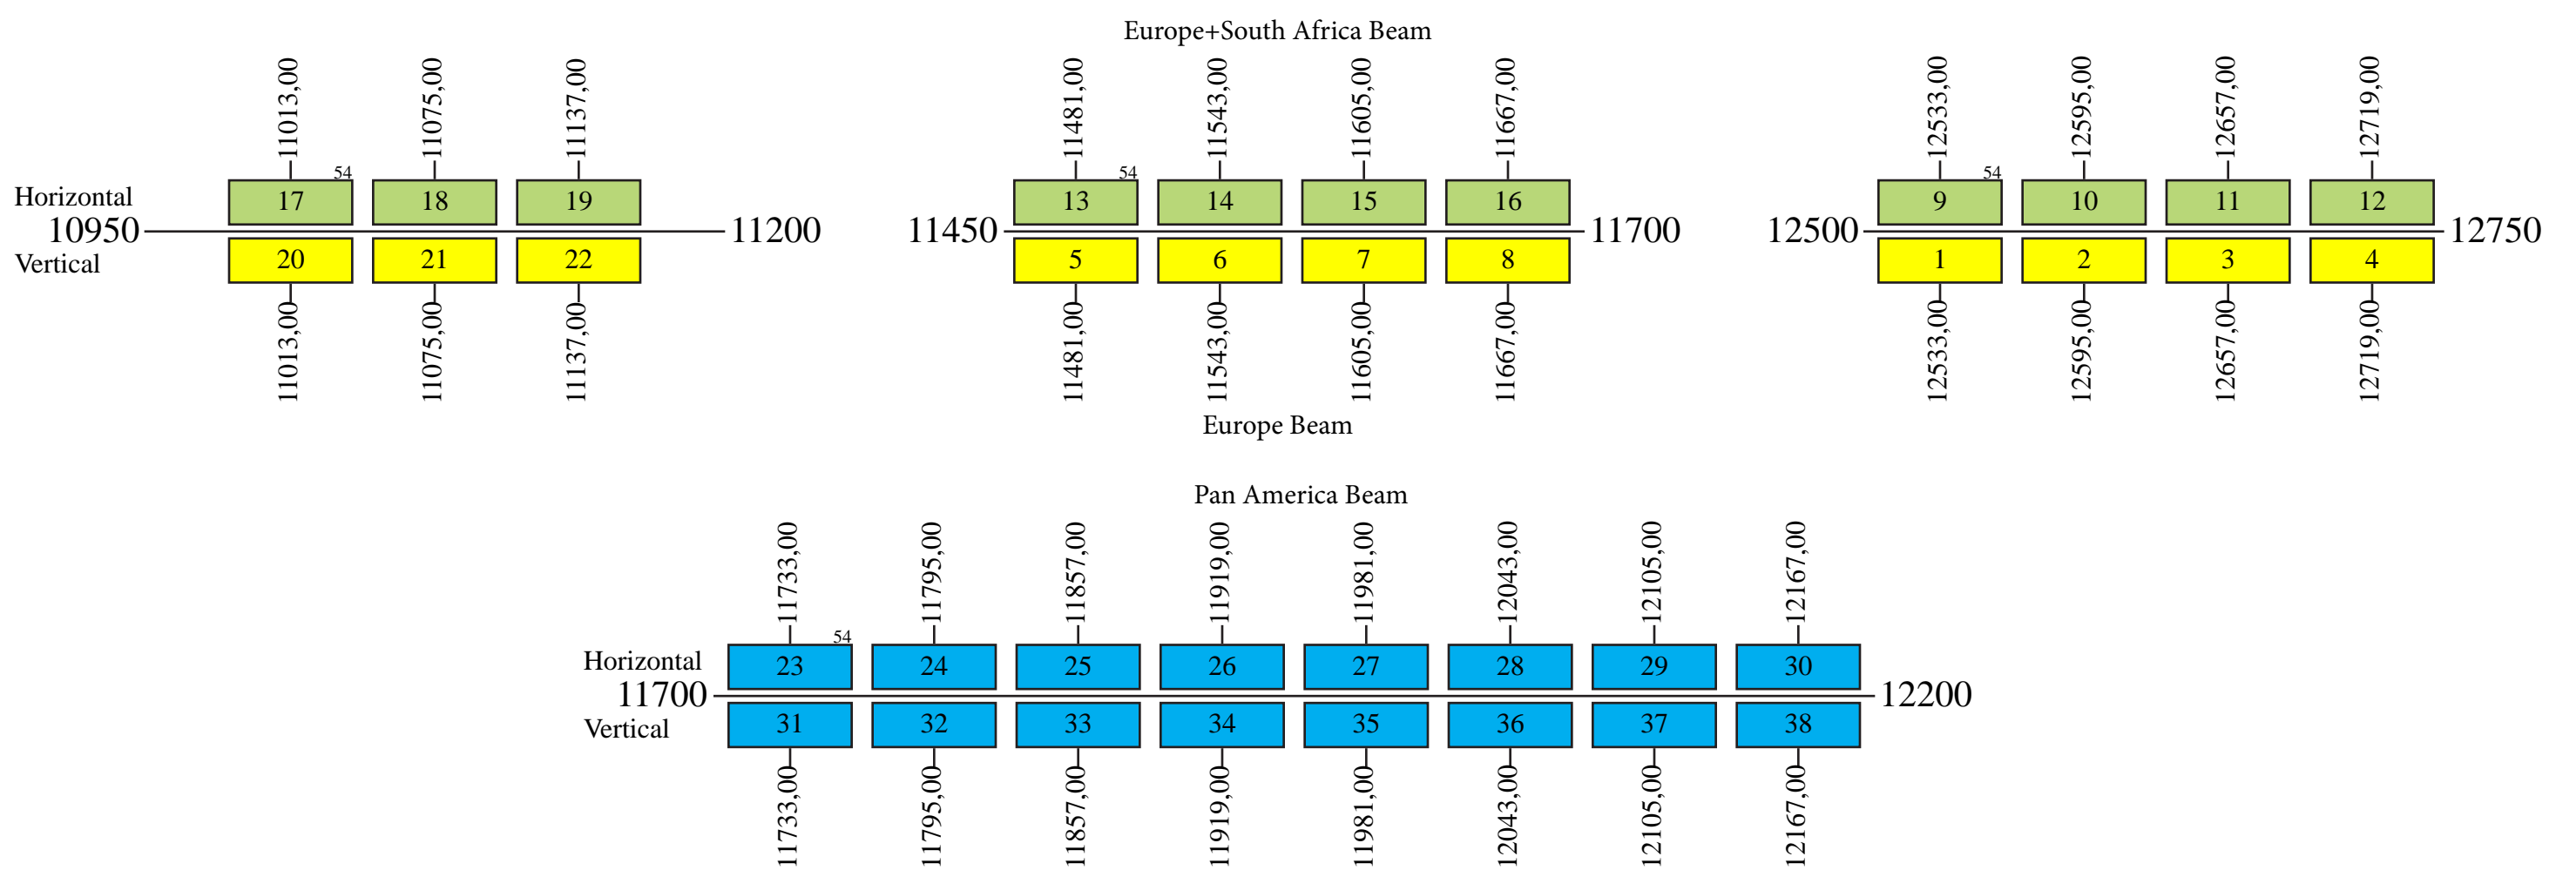 Europe+South Africa Beam
11013,00 11075,00 11137,00 11481,00 11543,00 11605,00 11667,00 12533,00 12595,00 12657,00 12719,00
54 54 54
Horizontal 17 18 19 13 14 15 16 9 10 11 12
10950 11200 11450 11700 12500 12750
Vertical 20 21 22 5 6 7 8 1 2 3 4
11013,00 11075,00 11137,00 11481,00 11543,00 11605,00 11667,00 12533,00 12595,00 12657,00 12719,00
Europe Beam
Pan America Beam
11733,00 11795,00 11857,00 11919,00 11981,00 12043,00 12105,00 12167,00
54
Horizontal 23 24 25 26 27 28 29 30
11700 12200
Vertical 31 32 33 34 35 36 37 38
11733,00 11795,00 11857,00 11919,00 11981,00 12043,00 12105,00 12167,00